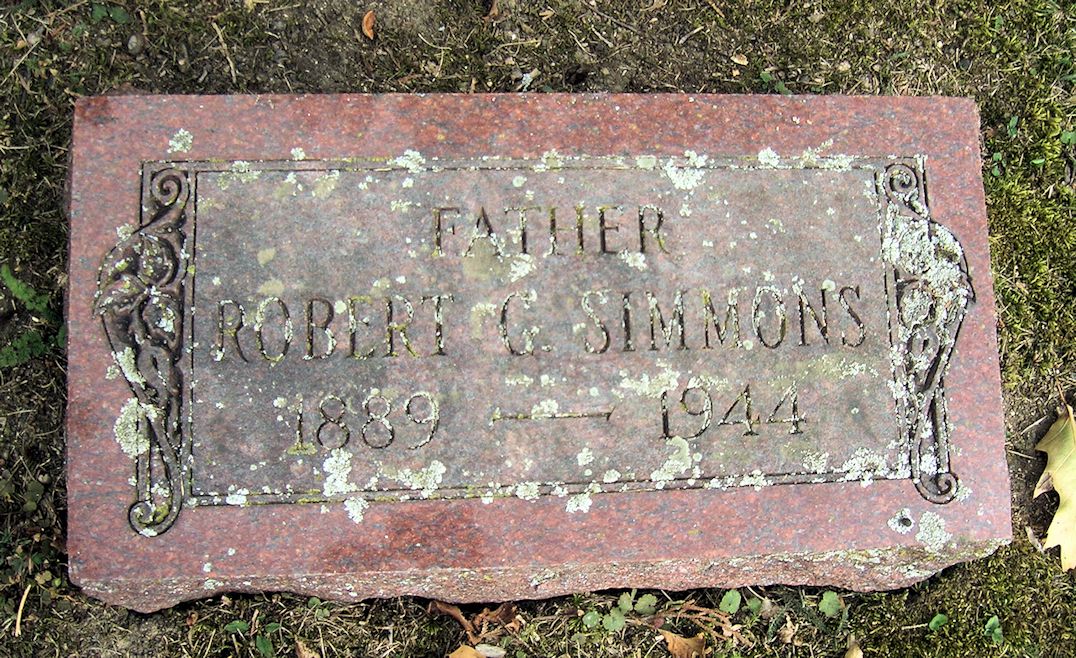 FATHER
ROBERT G. SIMMONS
1889 — 1944